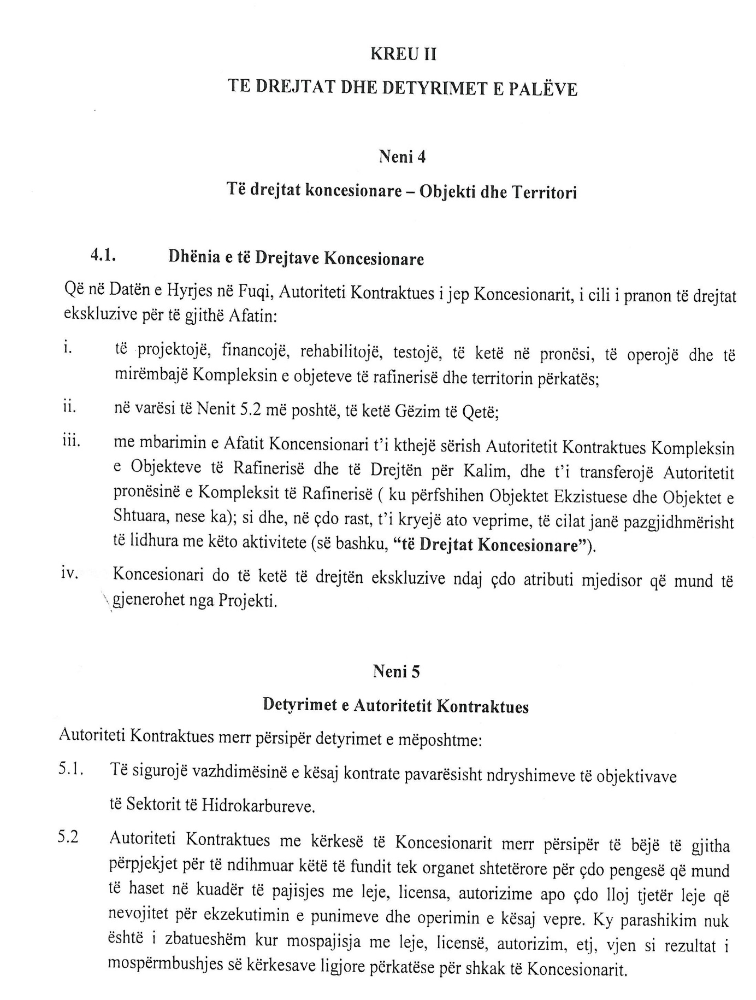 KREU II
TE DREJTAT DHE DETYRIMET E PALËVE
Neni 4
Të drejtat koncesionare – Objekti dhe Territori
4.1. Dhënia e të Drejtave Koncesionare
Që në Datën e Hyrjes në Fuqi, Autoriteti Kontraktues i jep Koncesionarit, i cili i pranon të drejtat
ekskluzive për të gjithë Afatin:
i. të projektojë, financojë, rehabilitojë, testojë, të ketë në pronësi, të operojë dhe të
mirëmbajë Kompleksin e objeteve të rafinerisë dhe territorin përkatës;
ii. në varësi të Nenit 5.2 më poshtë, të ketë Gëzim të Qetë;
iii. me mbarimin e Afatit Koncensionari t’i kthejë sërish Autoritetit Kontraktues Kompleksin
e Objekteve të Rafinerisë dhe të Drejtën për Kalim, dhe t’i transferojë Autoritetit
pronësinë e Kompleksit të Rafinerisë ( ku përfshihen Objektet Ekzistuese dhe Objektet e
Shtuara, nese ka); si dhe, në çdo rast, t’i kryejë ato veprime, të cilat janë pazgjidhmërisht
të lidhura me këto aktivitete (së bashku, “të Drejtat Koncesionare”).
iv. Koncesionari do të ketë të drejtën ekskluzive ndaj çdo atributi mjedisor që mund të
gjenerohet nga Projekti.
Neni 5
Detyrimet e Autoritetit Kontraktues
Autoriteti Kontraktues merr përsipër detyrimet e mëposhtme:
5.1. Të sigurojë vazhdimësinë e kësaj kontrate pavarësisht ndryshimeve të objektivave
të Sektorit të Hidrokarbureve.
5.2 Autoriteti Kontraktues me kërkesë të Koncesionarit merr përsipër të bëjë të gjitha
përpjekjet për të ndihmuar këtë të fundit tek organet shtetërore për çdo pengesë që mund
të haset në kuadër të pajisjes me leje, licensa, autorizime apo çdo lloj tjetër leje që
nevojitet për ekzekutimin e punimeve dhe operimin e kësaj vepre. Ky parashikim nuk
është i zbatueshëm kur mospajisja me leje, licensë, autorizim, etj, vjen si rezultat i
mospërmbushjes së kërkesave ligjore përkatëse për shkak të Koncesionarit.